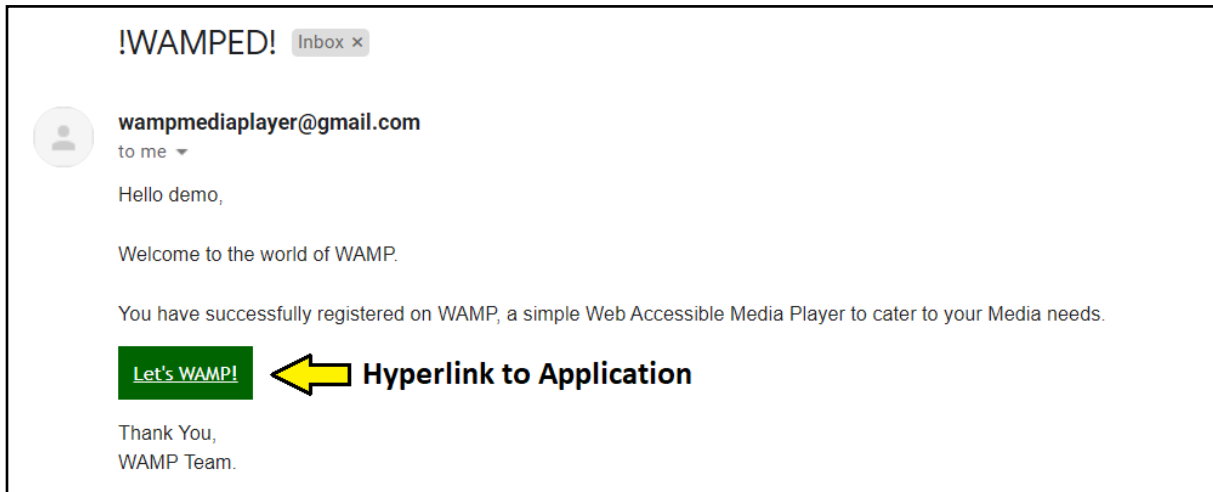 !WAMPED! Inbox ×
wampmediaplayer@gmail.com
to me
Hello demo,
Welcome to the world of WAMP.
You have successfully registered on WAMP, a simple Web Accessible Media Player to cater to your Media needs.
Let's WAMP! Hyperlink to Application
Thank You,
WAMP Team.